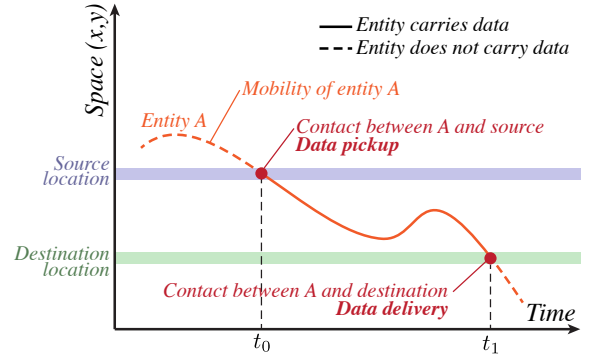 Space (x,y)
Entity carries data
Entity does not carry data
Mobility of entity A
Entity A
Contact between A and source
Data pickup
Source
location
Destination
location
Contact between A and destination
Data delivery
Time
t0
t1